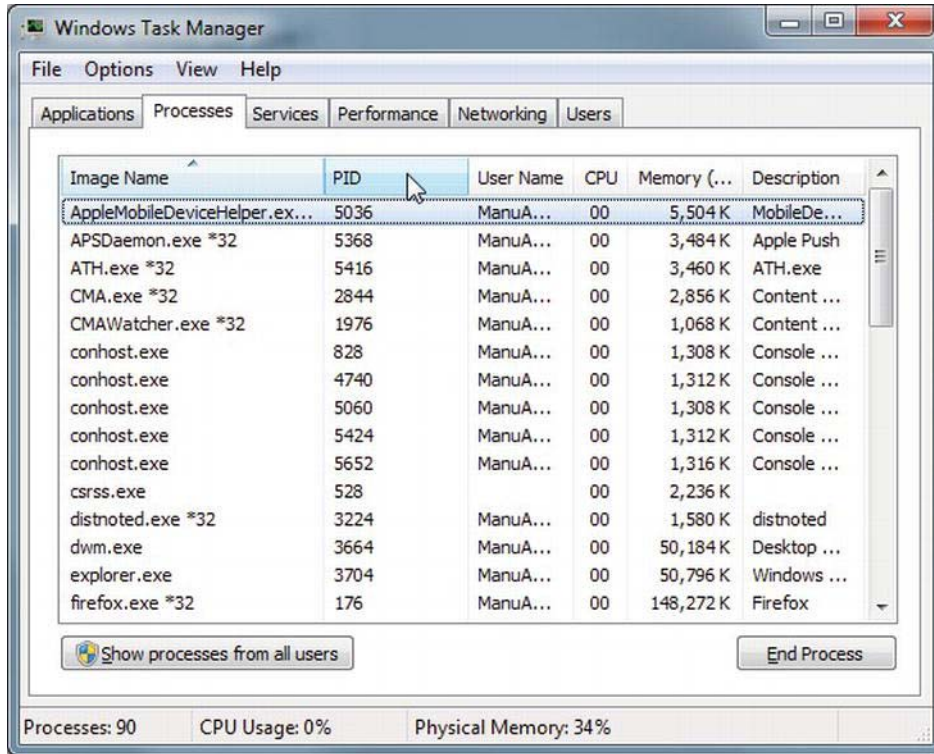 Windows Task Manager
File Options View Help
Applications Processes Services Performance Networking Users
Image Name PID User Name CPU Memory (... Description
AppleMobileDeviceHelper.ex... 5036 ManuA... 00 5,504 K MobileDe...
APSDaemon.exe *32 5368 ManuA... 00 3,484 K Apple Push
ATH.exe *32 5416 ManuA... 00 3,460 K ATH.exe
CMA.exe *32 2844 ManuA... 00 2,856 K Content ...
CMAWatcher.exe *32 1976 ManuA... 00 1,068 K Content ...
conhost.exe 828 ManuA... 00 1,308 K Console ...
conhost.exe 4740 ManuA... 00 1,312 K Console ...
conhost.exe 5060 ManuA... 00 1,308 K Console ...
conhost.exe 5424 ManuA... 00 1,312 K Console ...
conhost.exe 5652 ManuA... 00 1,316 K Console ...
csrss.exe 528 00 2,236 K
distnoted.exe *32 3224 ManuA... 00 1,580 K distnoted
dwm.exe 3664 ManuA... 00 50,184 K Desktop ...
explorer.exe 3704 ManuA... 00 50,796 K Windows ...
firefox.exe *32 176 ManuA... 00 148,272 K Firefox
Show processes from all users End Process
Processes: 90 CPU Usage: 0% Physical Memory: 34%